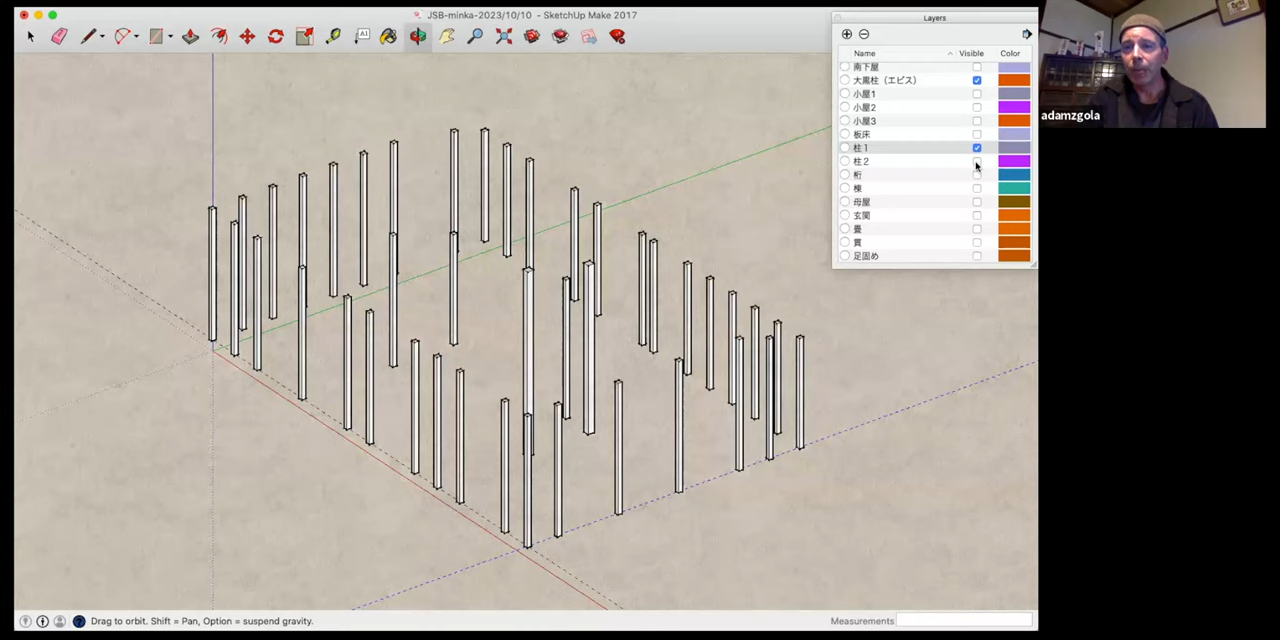 JSB-minka-2023/10/10 - SketchUp Make 2017
A1
Layers
Name
Visible
Color
南下屋
大黒柱（エビス）
小屋1
小屋2
小屋3
板床
柱１
柱２
桁
棟
母屋
玄関
畳
貫
足固め
adamzgola
Drag to orbit. Shift = Pan, Option = suspend gravity.
Measurements